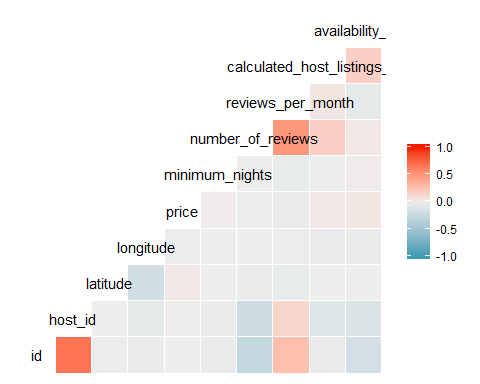 availability_
calculated_host_listings_
reviews_per_month
number_of_reviews
minimum_nights
price
longitude
latitude
host_id
id
1.0
0.5
0.0
-0.5
-1.0